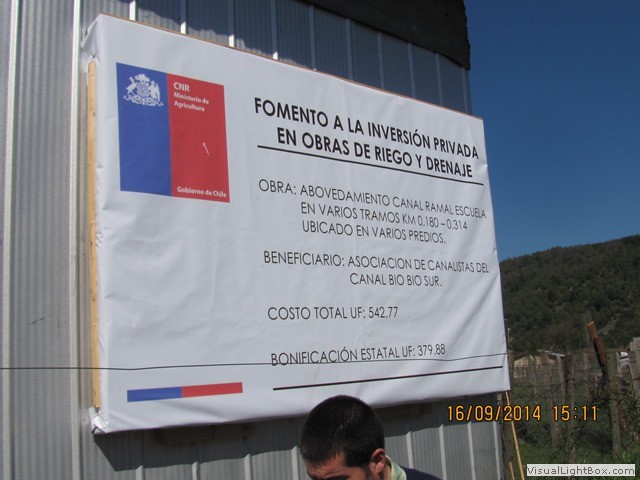 CNR
Ministerio de
Agricultura
Gobierno de Chile
FOMENTO A LA INVERSIÓN PRIVADA
EN OBRAS DE RIEGO Y DRENAJE
OBRA: ABOVEDAMIENTO CANAL RAMAL ESCUELA
EN VARIOS TRAMOS KM 0,180 – 0.314
UBICADO EN VARIOS PREDIOS.
BENEFICIARIO: ASOCIACION DE CANALISTAS DEL
CANAL BIO BIO SUR.
COSTO TOTAL UF: 542,77
BONIFICACIÓN ESTATAL UF: 379,88
16/09/2014 15:11
VisualLightBox.com